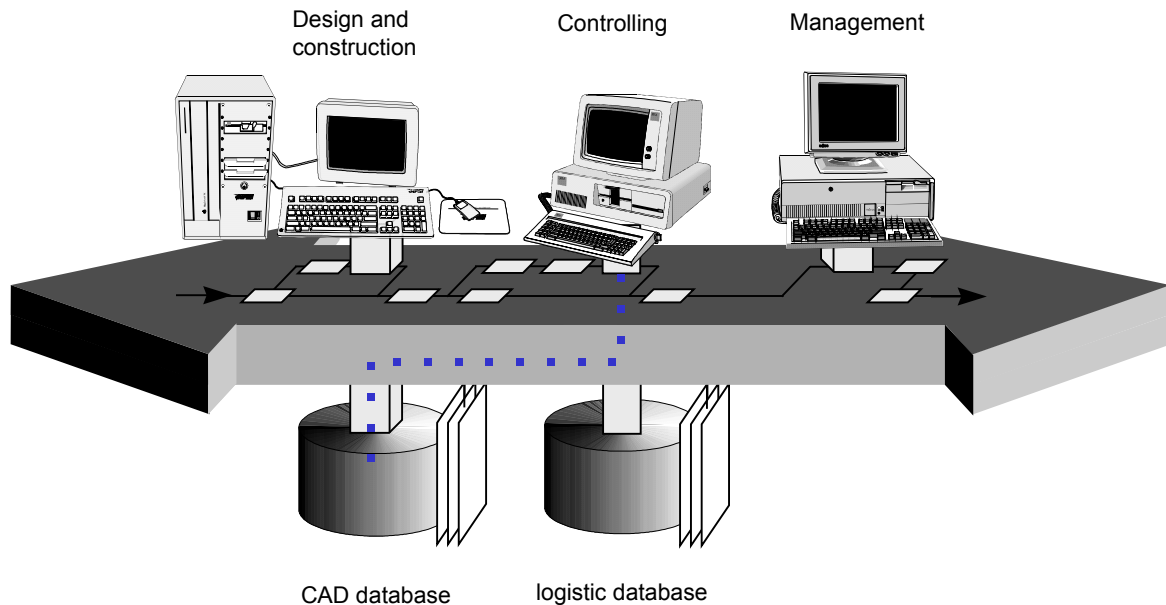 Design and
construction
Controlling
Management
CAD database
logistic database